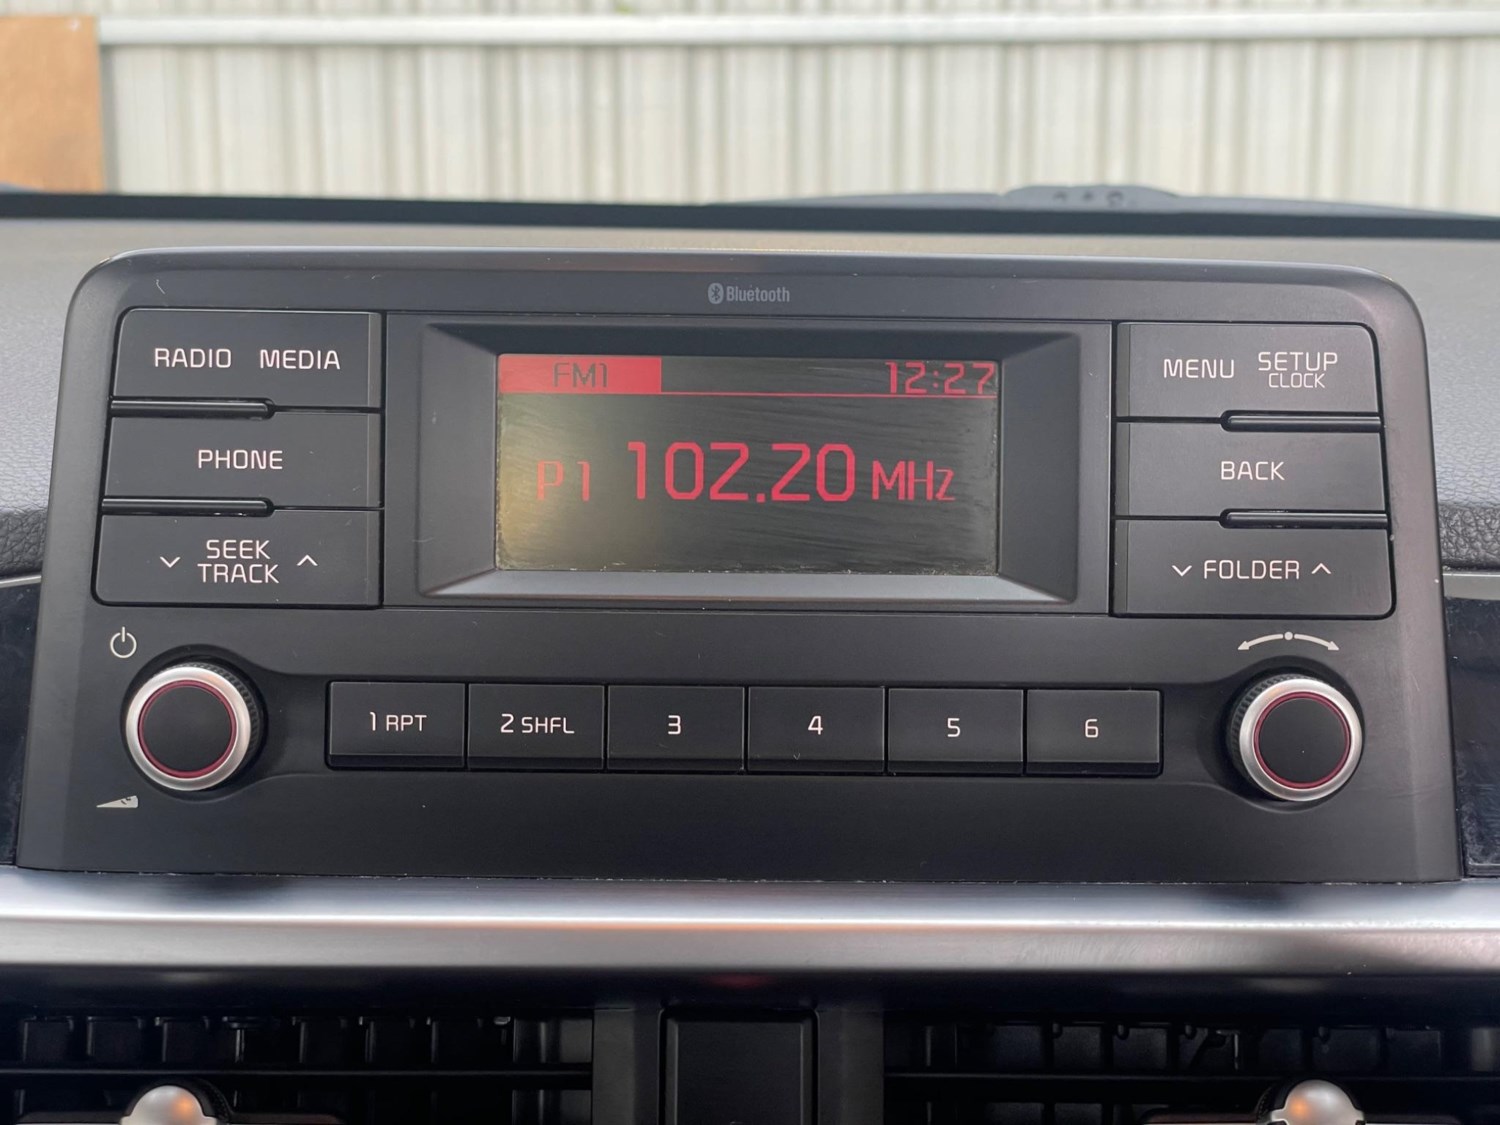 Bluetooth
RADIO MEDIA
PHONE
SEEK
TRACK
FM1 12:27
P1 102.20 MHz
MENU SETUP
CLOCK
BACK
FOLDER
1 RPT
2 SHFL
3
4
5
6